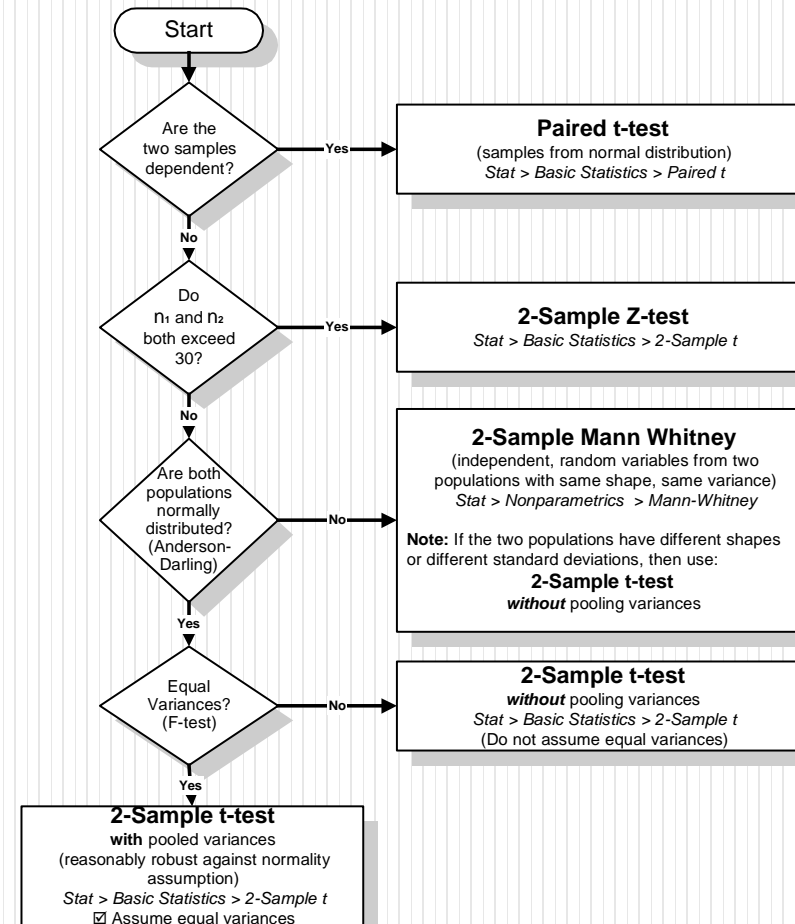 Start
Are the
two samples
dependent?
Yes
Paired t-test
(samples from normal distribution)
Stat > Basic Statistics > Paired t
No
Do
n₁ and n₂
both exceed
30?
Yes
2-Sample Z-test
Stat > Basic Statistics > 2-Sample t
No
Are both
populations
normally
distributed?
(Anderson-
Darling)
No
2-Sample Mann Whitney
(independent, random variables from two
populations with same shape, same variance)
Stat > Nonparametrics > Mann-Whitney
Note: If the two populations have different shapes
or different standard deviations, then use:
2-Sample t-test
without pooling variances
Yes
Equal
Variances?
(F-test)
No
2-Sample t-test
without pooling variances
Stat > Basic Statistics > 2-Sample t
(Do not assume equal variances)
Yes
2-Sample t-test
with pooled variances
(reasonably robust against normality
assumption)
Stat > Basic Statistics > 2-Sample t
☑ Assume equal variances